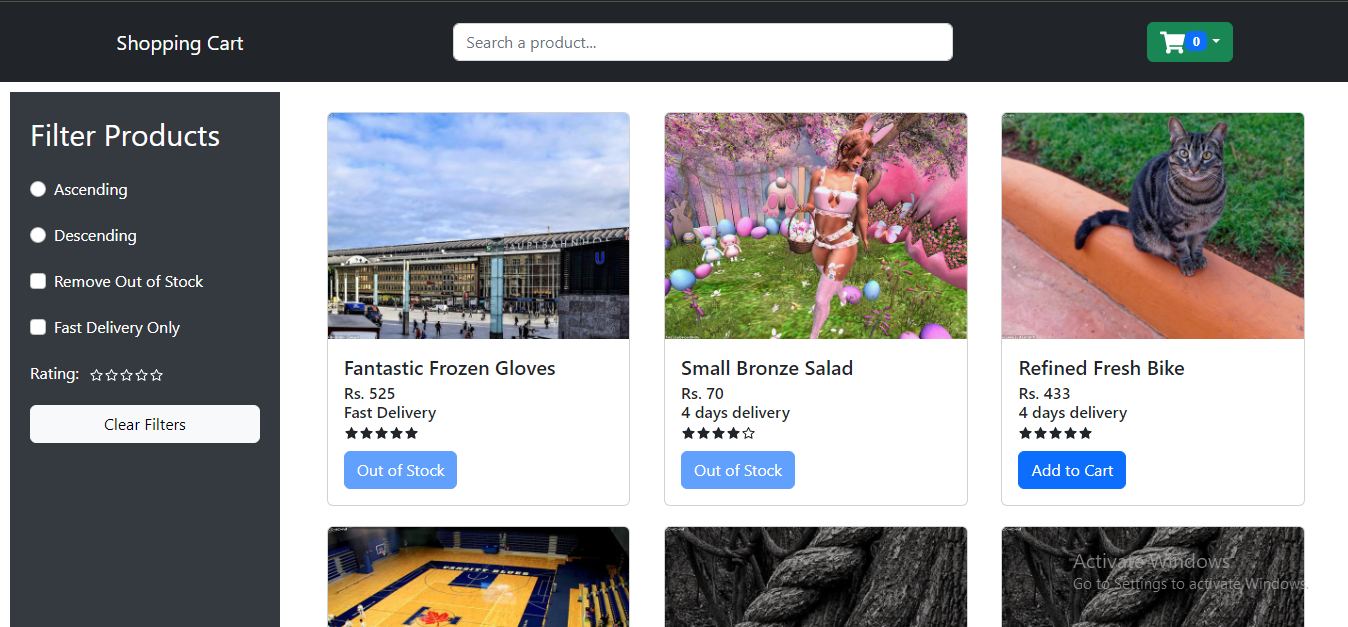 Shopping Cart
Search a product...
0
Filter Products
Ascending
Descending
Remove Out of Stock
Fast Delivery Only
Rating:
Clear Filters
HAUPTBAHNHOF
U
Fantastic Frozen Gloves
Rs. 525
Fast Delivery
Out of Stock
Small Bronze Salad
Rs. 70
4 days delivery
Out of Stock
Refined Fresh Bike
Rs. 433
4 days delivery
Add to Cart
VARSITY BLUES
Activate Windows
Go to Settings to activate Windows.